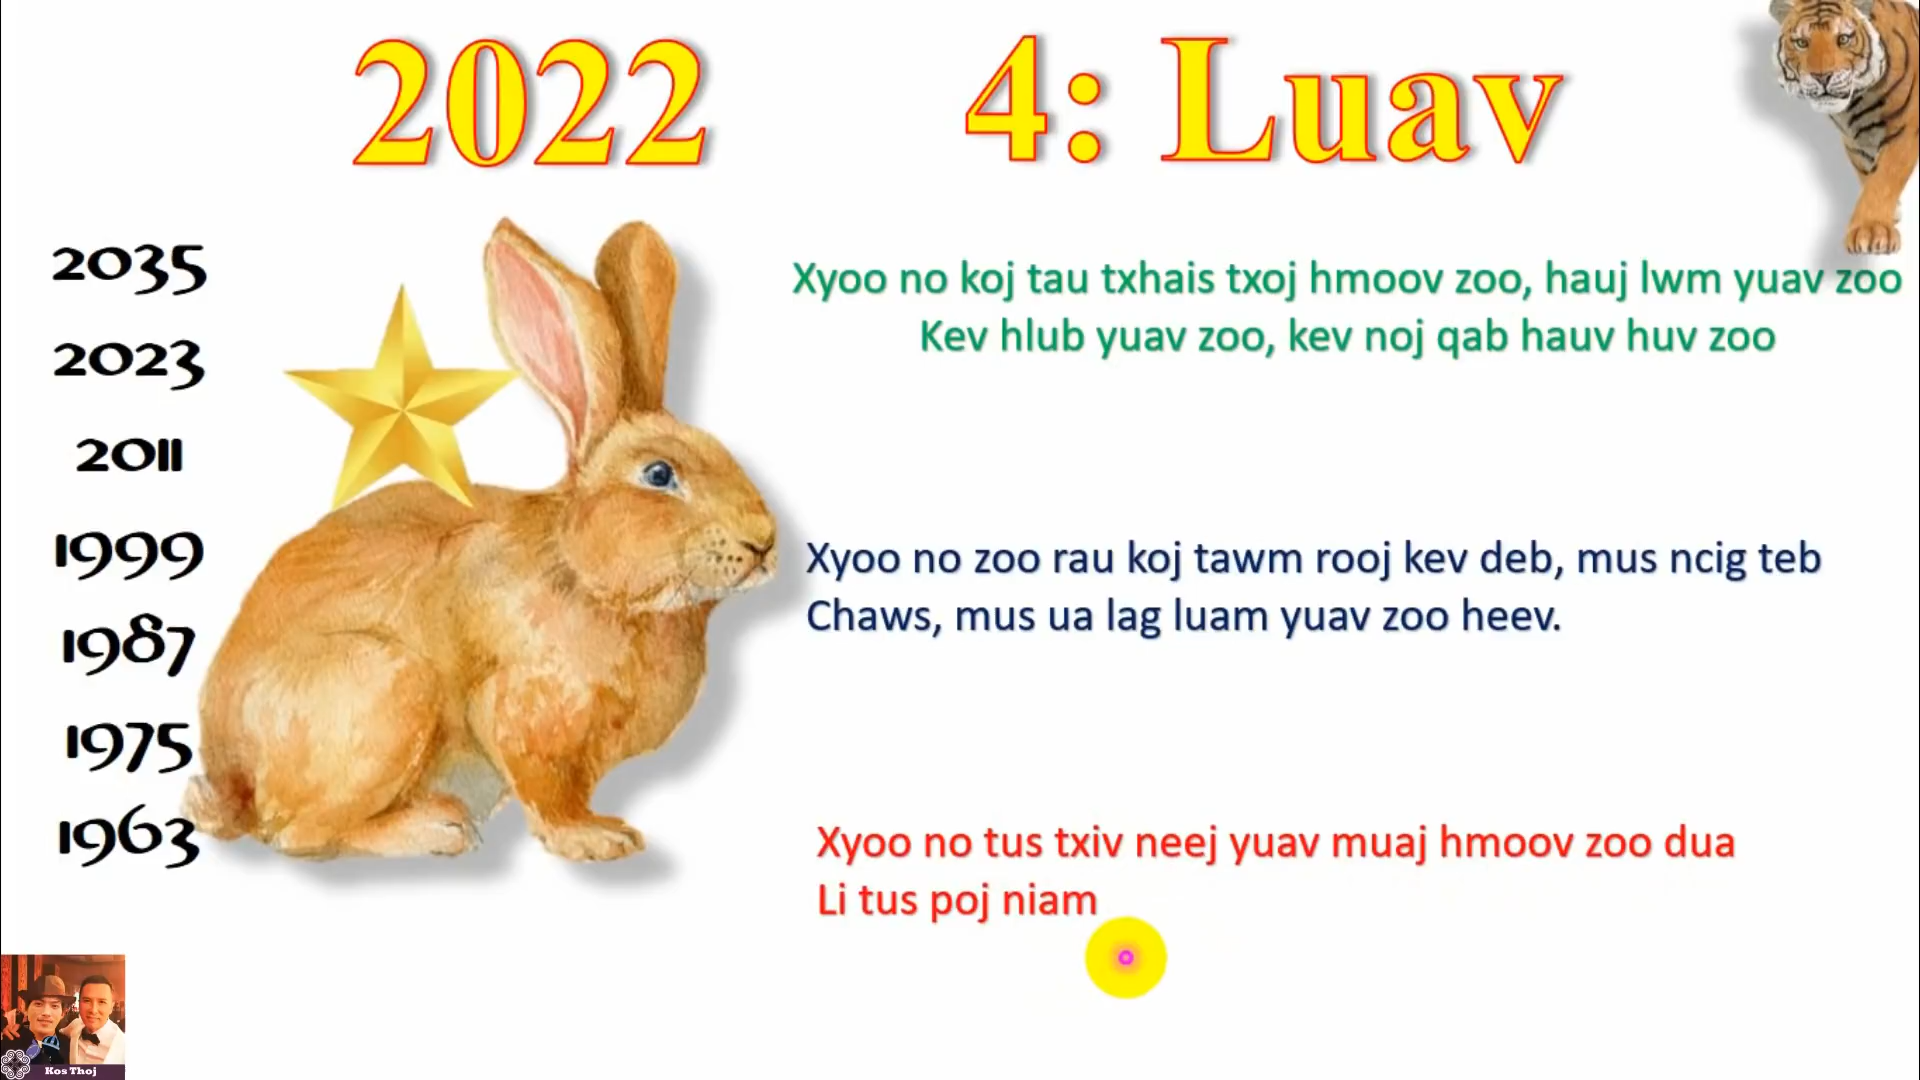 2022
4: Luav
2035
2023
2011
1999
1987
1975
1963
Xyoo no koj tau txhais txoj hmoov zoo, hauj lwm yuav zoo
Kev hlub yuav zoo, kev noj qab hauv huv zoo
Xyoo no zoo rau koj tawm rooj kev deb, mus ncig teb
Chaws, mus ua lag luam yuav zoo heev.
Xyoo no tus txiv neej yuav muaj hmoov zoo dua
Li tus poj niam
Kos Thoj